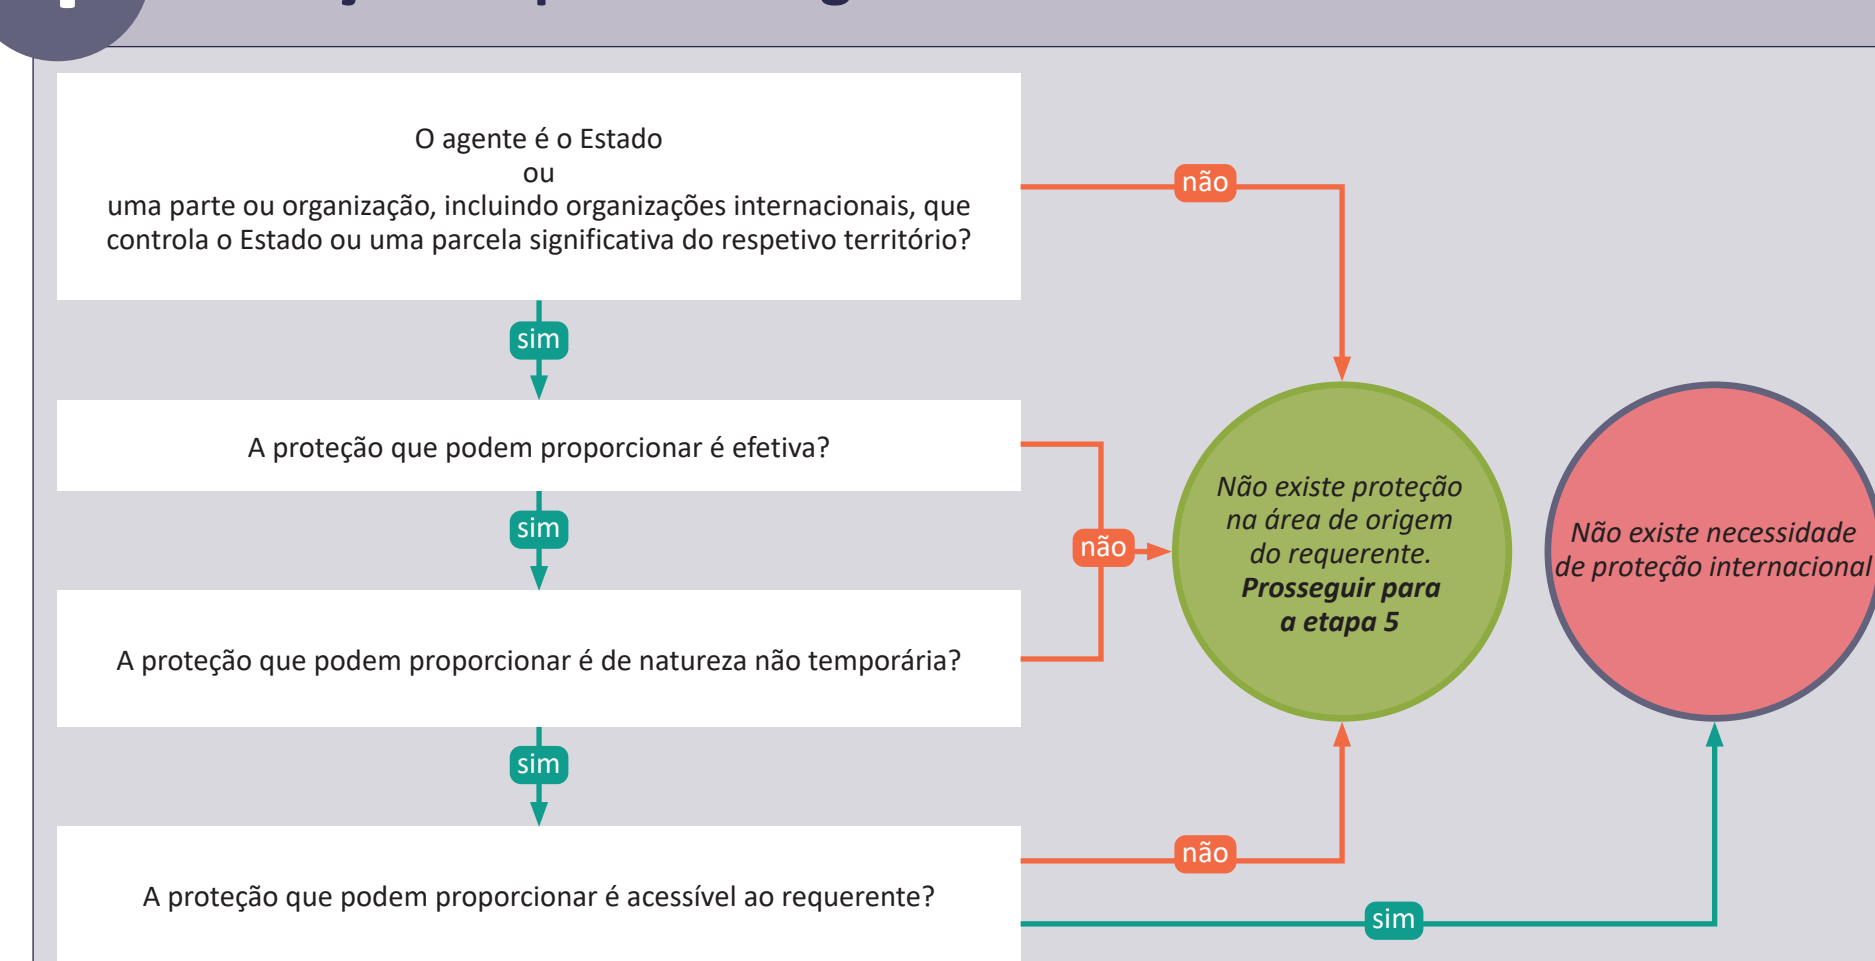 O agente é o Estado
ou
uma parte ou organização, incluindo organizações internacionais, que
controla o Estado ou uma parcela significativa do respetivo território?
não
sim
A proteção que podem proporcionar é efetiva?
sim
não
Não existe proteção
na área de origem
do requerente.
Prosseguir para
a etapa 5
Não existe necessidade
de proteção internacional
A proteção que podem proporcionar é de natureza não temporária?
sim
não
A proteção que podem proporcionar é acessível ao requerente?
sim